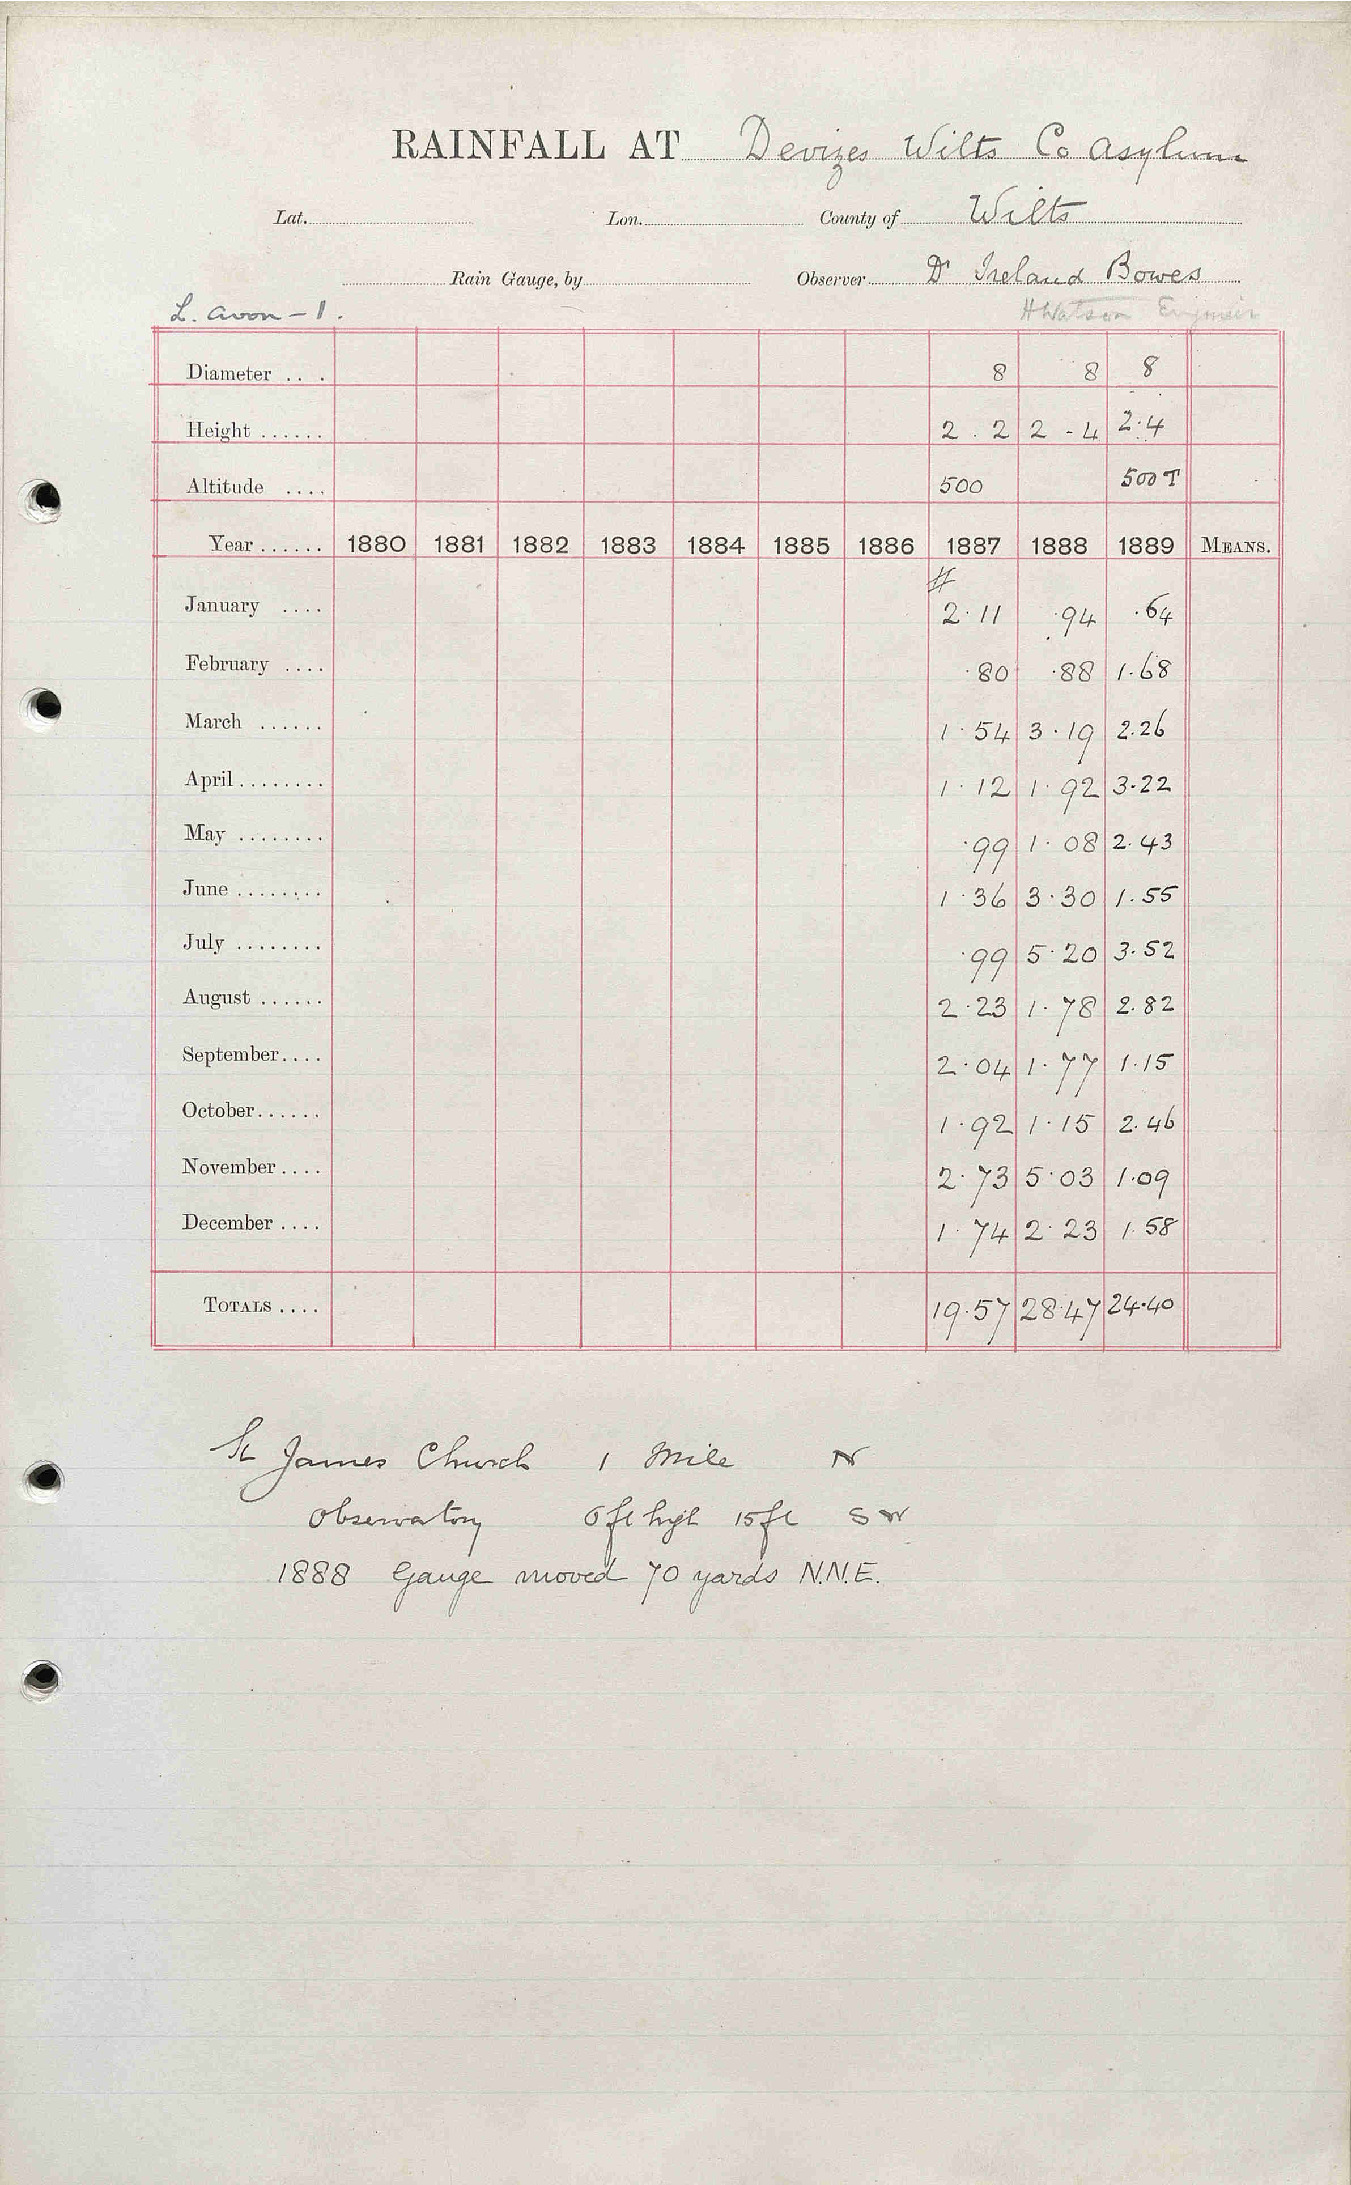 RAINFALL AT Devizes Wilts Co Asylum
Lat. Lon. County of Wilts
Rain Gauge, by Observer Dr Ireland Bowes
L. Avon - 1. H Watson Engineer
Diameter .... 8 8 8
Height ...... 2 . 2 2 - 4 2.4
Altitude .... 500 500 T
Year ...... 1880 1881 1882 1883 1884 1885 1886 1887 1888 1889 MEANS.
#
January .... 2.11 .94 .64
February .... .80 .88 1.68
March ...... 1.54 3.19 2.26
April ........ 1.12 1.92 3.22
May ........ .99 1.08 2.43
June ........ 1.36 3.30 1.55
July ........ .99 5.20 3.52
August ...... 2.23 1.78 2.82
September .... 2.04 1.77 1.15
October ...... 1.92 1.15 2.46
November .... 2.73 5.03 1.09
December .... 1.74 2.23 1.58
TOTALS .... 19.57 28.47 24.40
St James Church 1 Mile N
Observatory 6 ft high 15 ft SW
1888 Gauge moved 70 yards N.N.E.